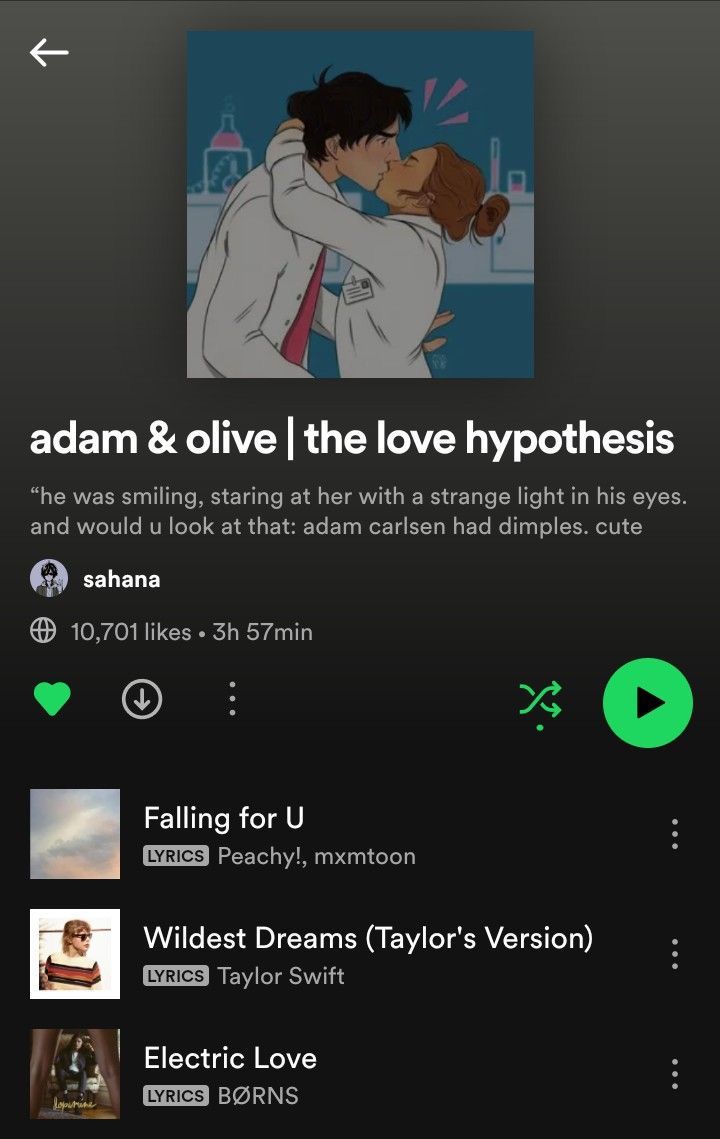 adam & olive | the love hypothesis
“he was smiling, staring at her with a strange light in his eyes.
and would u look at that: adam carlsen had dimples. cute
sahana
10,701 likes • 3h 57min
Falling for U
LYRICS Peachy!, mxmtoon
Wildest Dreams (Taylor's Version)
LYRICS Taylor Swift
Electric Love
LYRICS BØRNS
dopamine